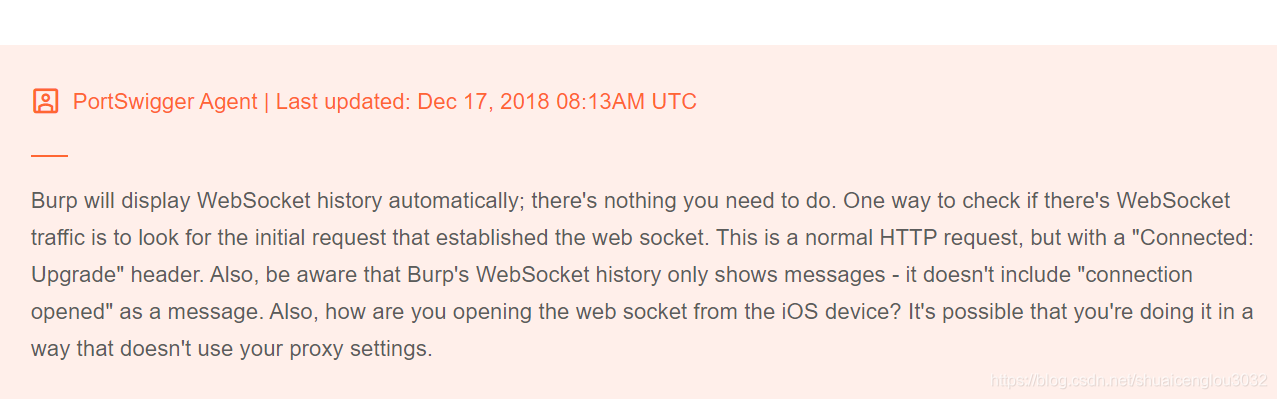 PortSwigger Agent | Last updated: Dec 17, 2018 08:13AM UTC
Burp will display WebSocket history automatically; there's nothing you need to do. One way to check if there's WebSocket
traffic is to look for the initial request that established the web socket. This is a normal HTTP request, but with a "Connected:
Upgrade" header. Also, be aware that Burp's WebSocket history only shows messages - it doesn't include "connection
opened" as a message. Also, how are you opening the web socket from the iOS device? It's possible that you're doing it in a
way that doesn't use your proxy settings.
https://blog.csdn.net/shuaicenglou3032